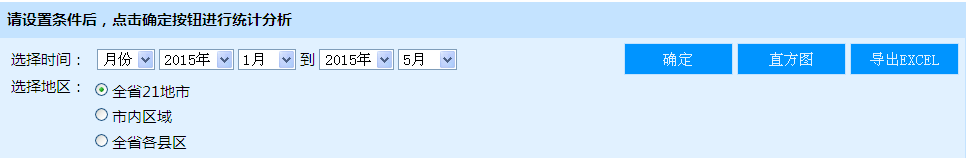 请设置条件后，点击确定按钮进行统计分析
选择时间： 月份 2015年 1月 到 2015年 5月 确定 直方图 导出EXCEL
选择地区： 全省21地市
市内区域
全省各县区